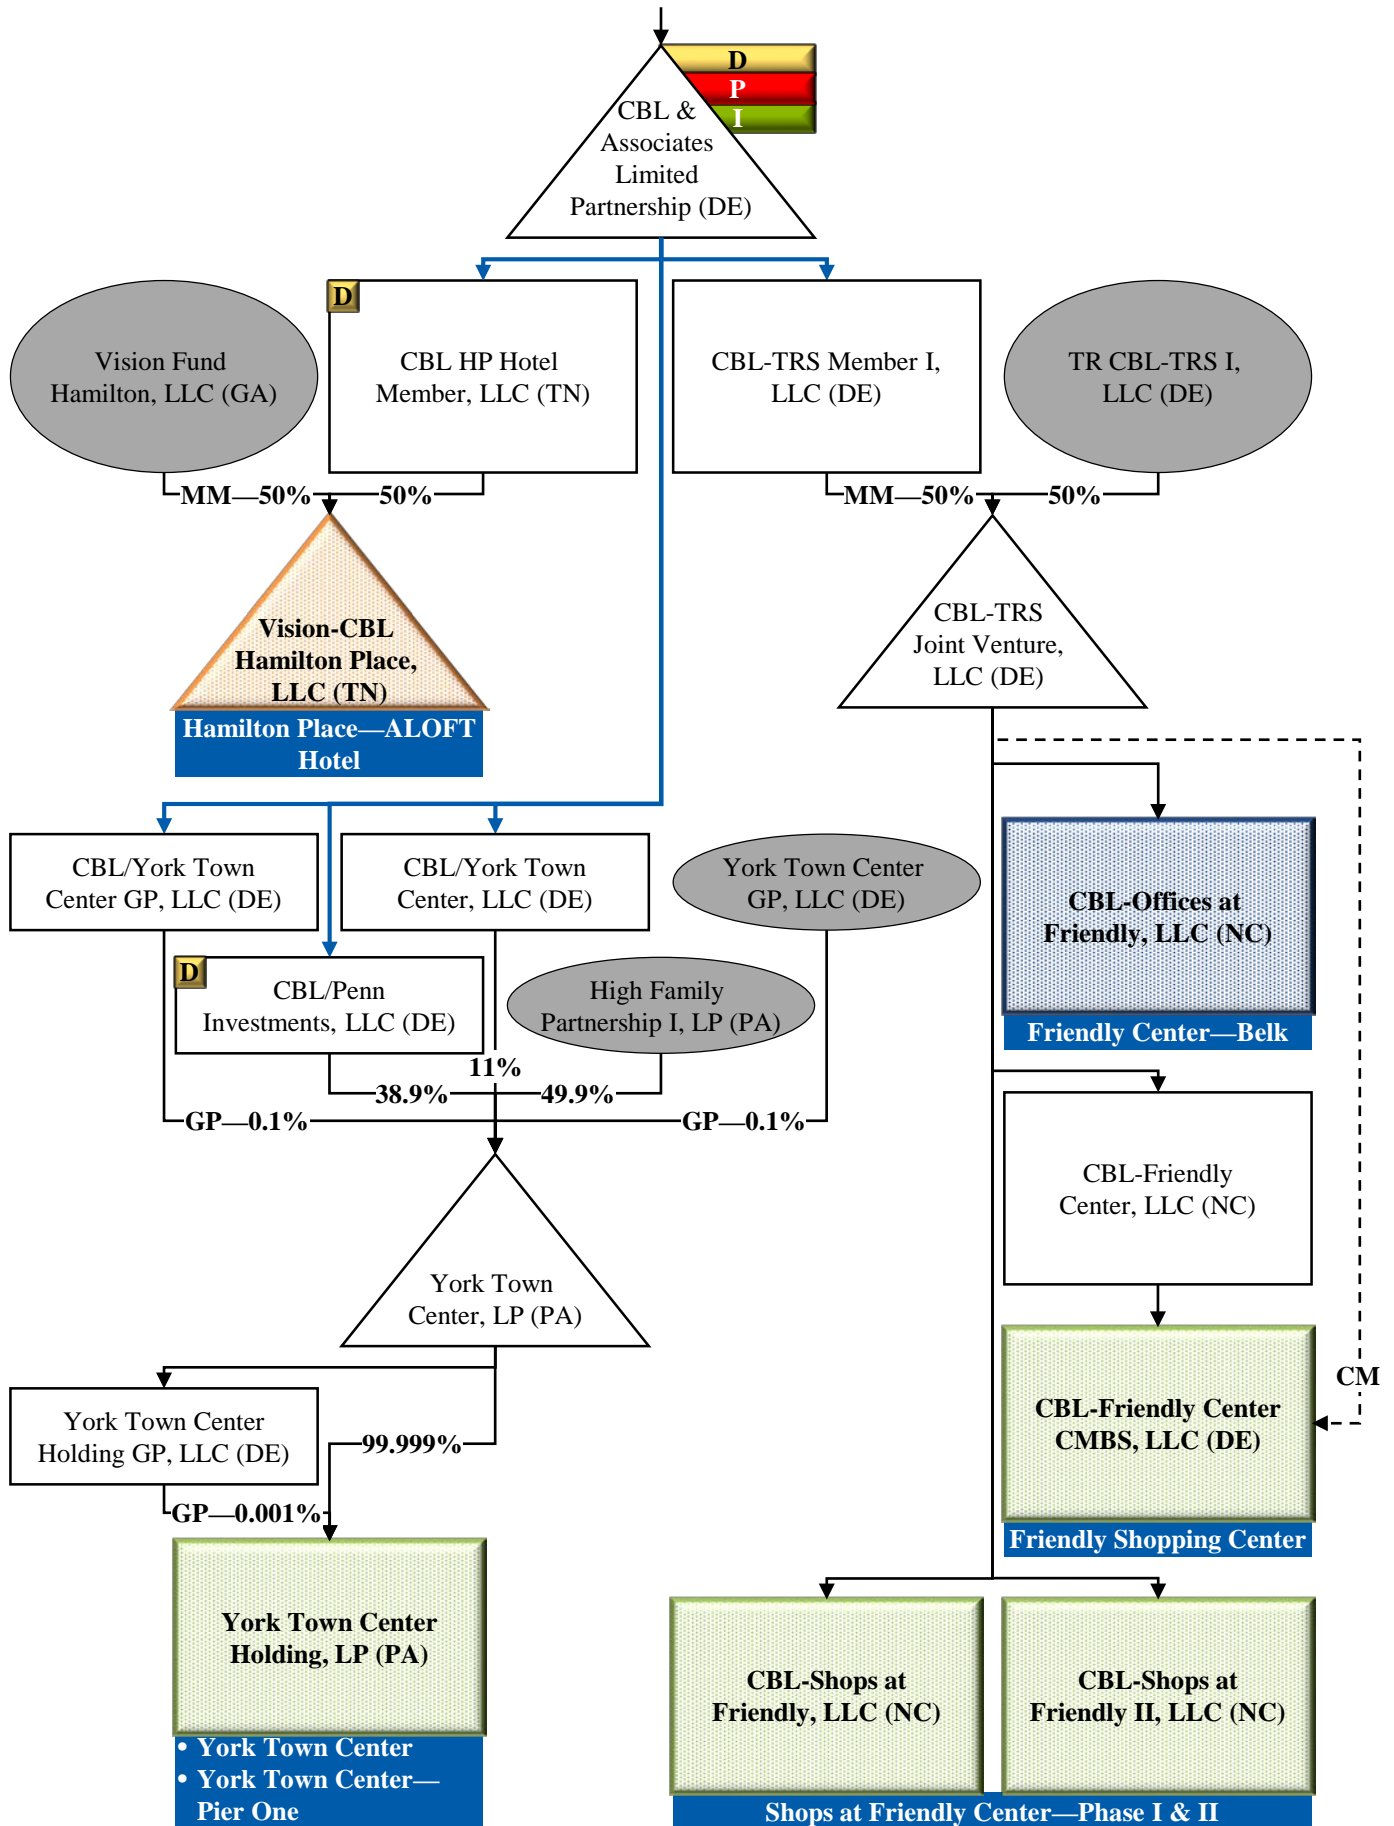 D
P
I
CBL &
Associates
Limited
Partnership (DE)
Vision Fund
Hamilton, LLC (GA)
D
CBL HP Hotel
Member, LLC (TN)
CBL-TRS Member I,
LLC (DE)
TR CBL-TRS I,
LLC (DE)
MM—50%
50%
MM—50%
50%
Vision-CBL
Hamilton Place,
LLC (TN)
Hamilton Place—ALOFT
Hotel
CBL-TRS
Joint Venture,
LLC (DE)
CBL/York Town
Center GP, LLC (DE)
CBL/York Town
Center, LLC (DE)
York Town Center
GP, LLC (DE)
D
CBL/Penn
Investments, LLC (DE)
High Family
Partnership I, LP (PA)
CBL-Offices at
Friendly, LLC (NC)
Friendly Center—Belk
11%
38.9%
49.9%
GP—0.1%
GP—0.1%
York Town
Center, LP (PA)
CBL-Friendly
Center, LLC (NC)
CM
CBL-Friendly Center
CMBS, LLC (DE)
Friendly Shopping Center
York Town Center
Holding GP, LLC (DE)
99.999%
GP—0.001%
York Town Center
Holding, LP (PA)
• York Town Center
• York Town Center—
Pier One
CBL-Shops at
Friendly, LLC (NC)
CBL-Shops at
Friendly II, LLC (NC)
Shops at Friendly Center—Phase I & II